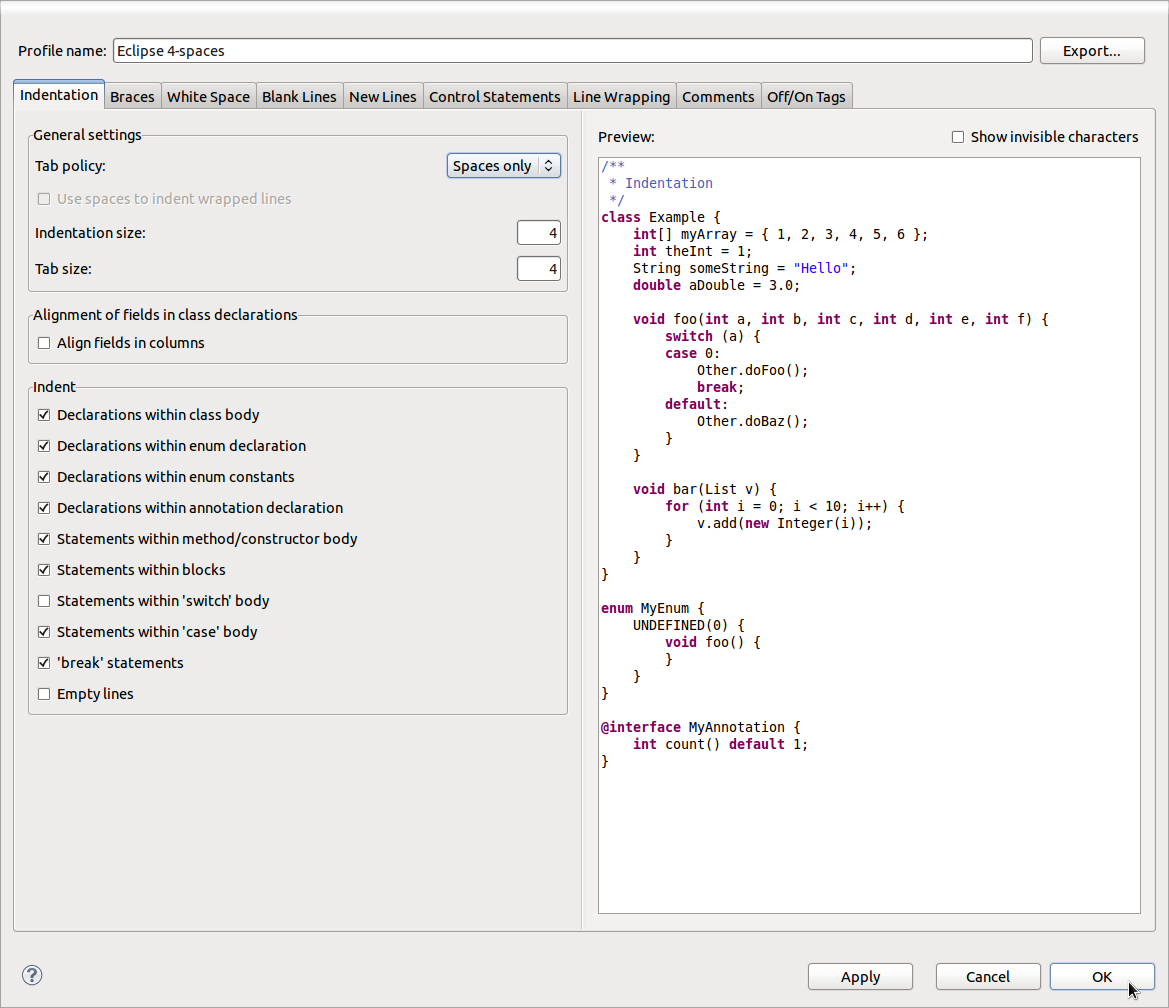 Profile name: Eclipse 4-spaces Export...
Indentation Braces White Space Blank Lines New Lines Control Statements Line Wrapping Comments Off/On Tags
General settings
Tab policy: Spaces only
Use spaces to indent wrapped lines
Indentation size: 4
Tab size: 4
Alignment of fields in class declarations
Align fields in columns
Indent
Declarations within class body
Declarations within enum declaration
Declarations within enum constants
Declarations within annotation declaration
Statements within method/constructor body
Statements within blocks
Statements within 'switch' body
Statements within 'case' body
'break' statements
Empty lines
Preview: Show invisible characters
/**
 * Indentation
 */
class Example {
    int[] myArray = { 1, 2, 3, 4, 5, 6 };
    int theInt = 1;
    String someString = "Hello";
    double aDouble = 3.0;

    void foo(int a, int b, int c, int d, int e, int f) {
        switch (a) {
        case 0:
            Other.doFoo();
            break;
        default:
            Other.doBaz();
        }
    }

    void bar(List v) {
        for (int i = 0; i < 10; i++) {
            v.add(new Integer(i));
        }
    }
}

enum MyEnum {
    UNDEFINED(0) {
        void foo() {
        }
    }
}

@interface MyAnnotation {
    int count() default 1;
}
? Apply Cancel OK